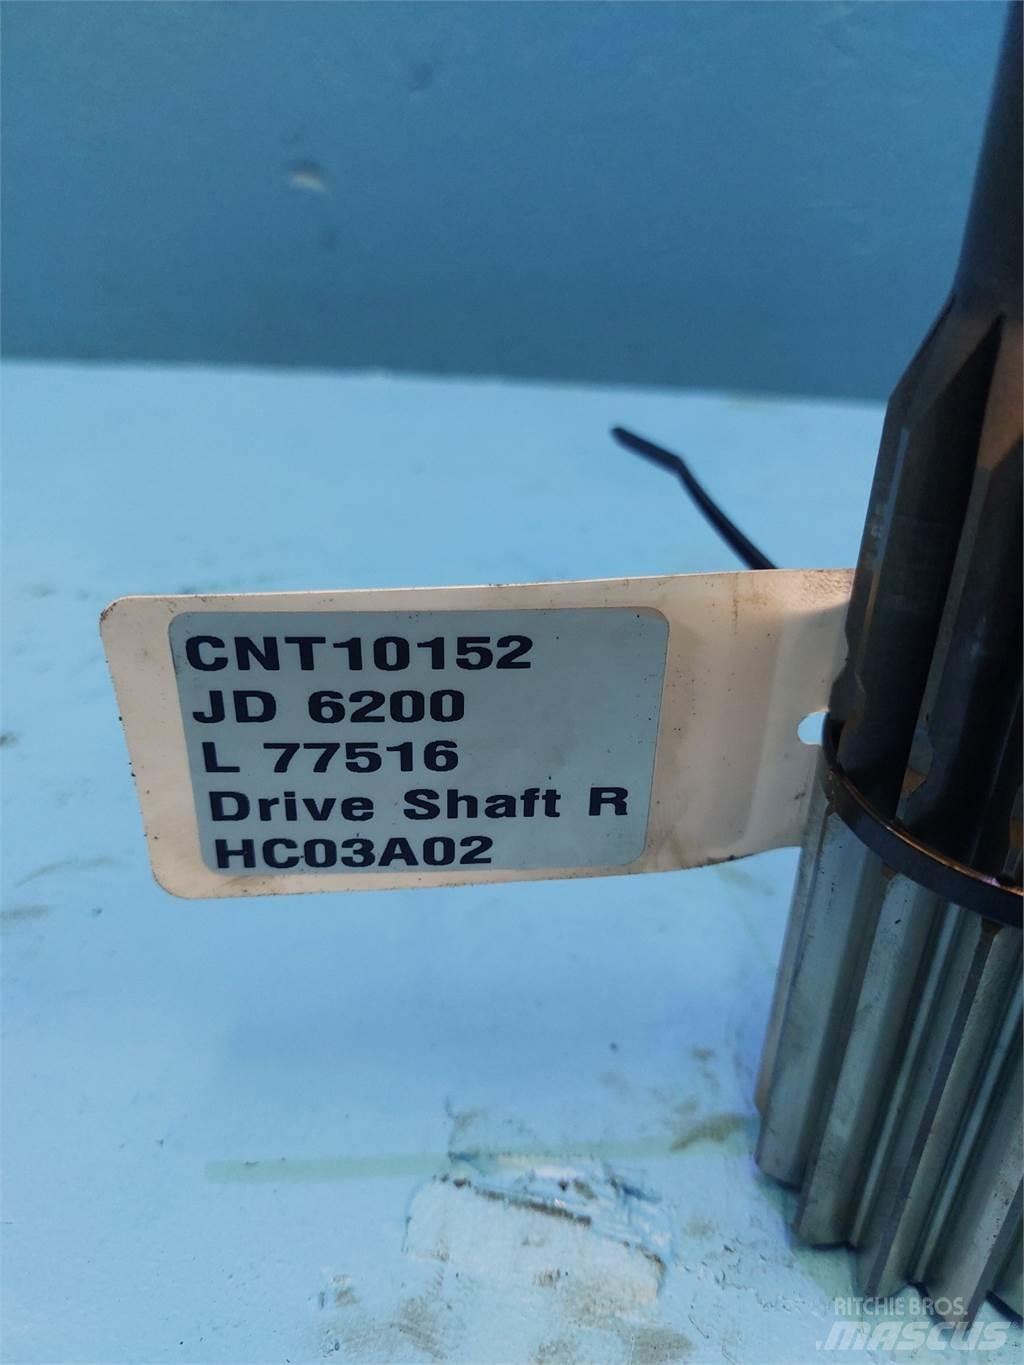 CNT10152
JD 6200
L 77516
Drive Shaft R
HC03A02
RITCHIE BROS.
MASCUS